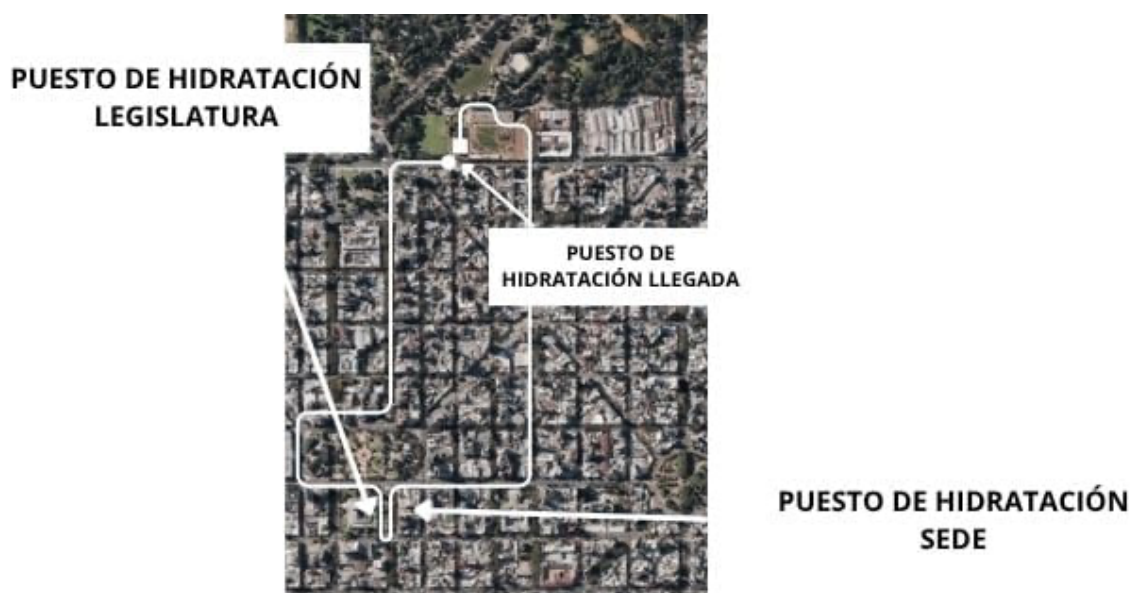 PUESTO DE HIDRATACIÓN
LEGISLATURA
PUESTO DE
HIDRATACIÓN LLEGADA
PUESTO DE HIDRATACIÓN
SEDE